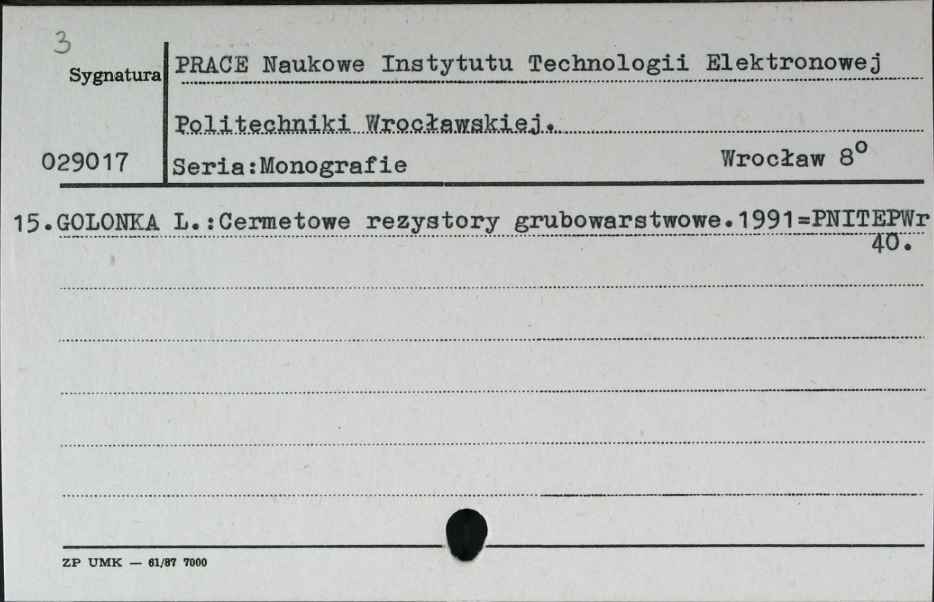 3
Sygnatura
PRACE Naukowe Instytutu Technologii Elektronowej
Politechniki Wrocławskiej.
029017
Seria:Monografie Wrocław 8°
15.GOLONKA L.:Cermetowe rezystory grubowarstwowe.1991=PNITEPWr
40.
ZP UMK — 61/87 7000